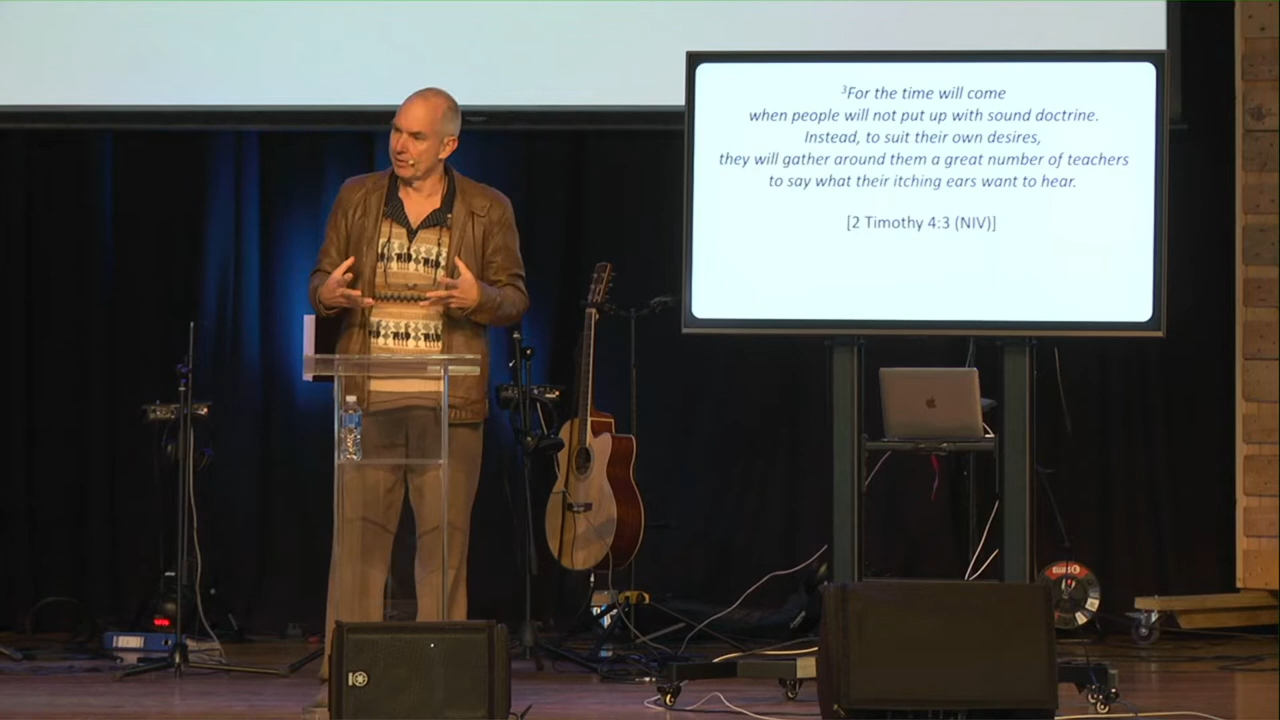 ³For the time will come
when people will not put up with sound doctrine.
Instead, to suit their own desires,
they will gather around them a great number of teachers
to say what their itching ears want to hear.
[2 Timothy 4:3 (NIV)]